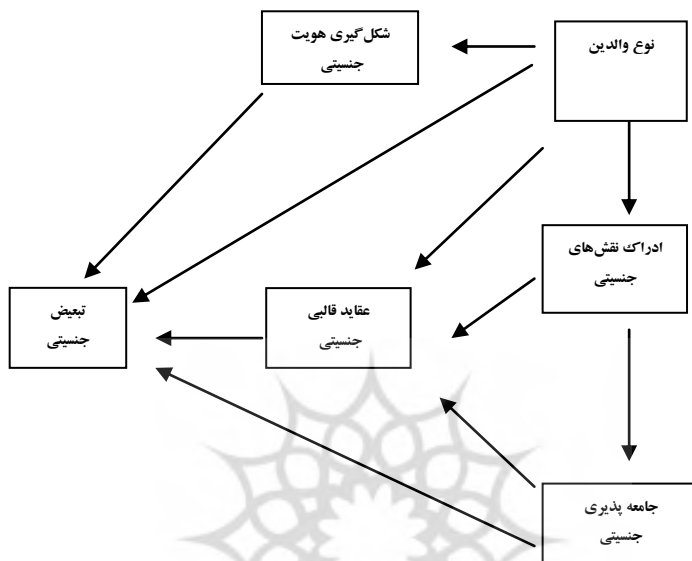 نوع والدین
شکل‌گیری هویت
جنسیتی
ادراک نقش‌های
جنسیتی
عقاید قالبی
جنسیتی
تبعیض
جنسیتی
جامعه پذیری
جنسیتی